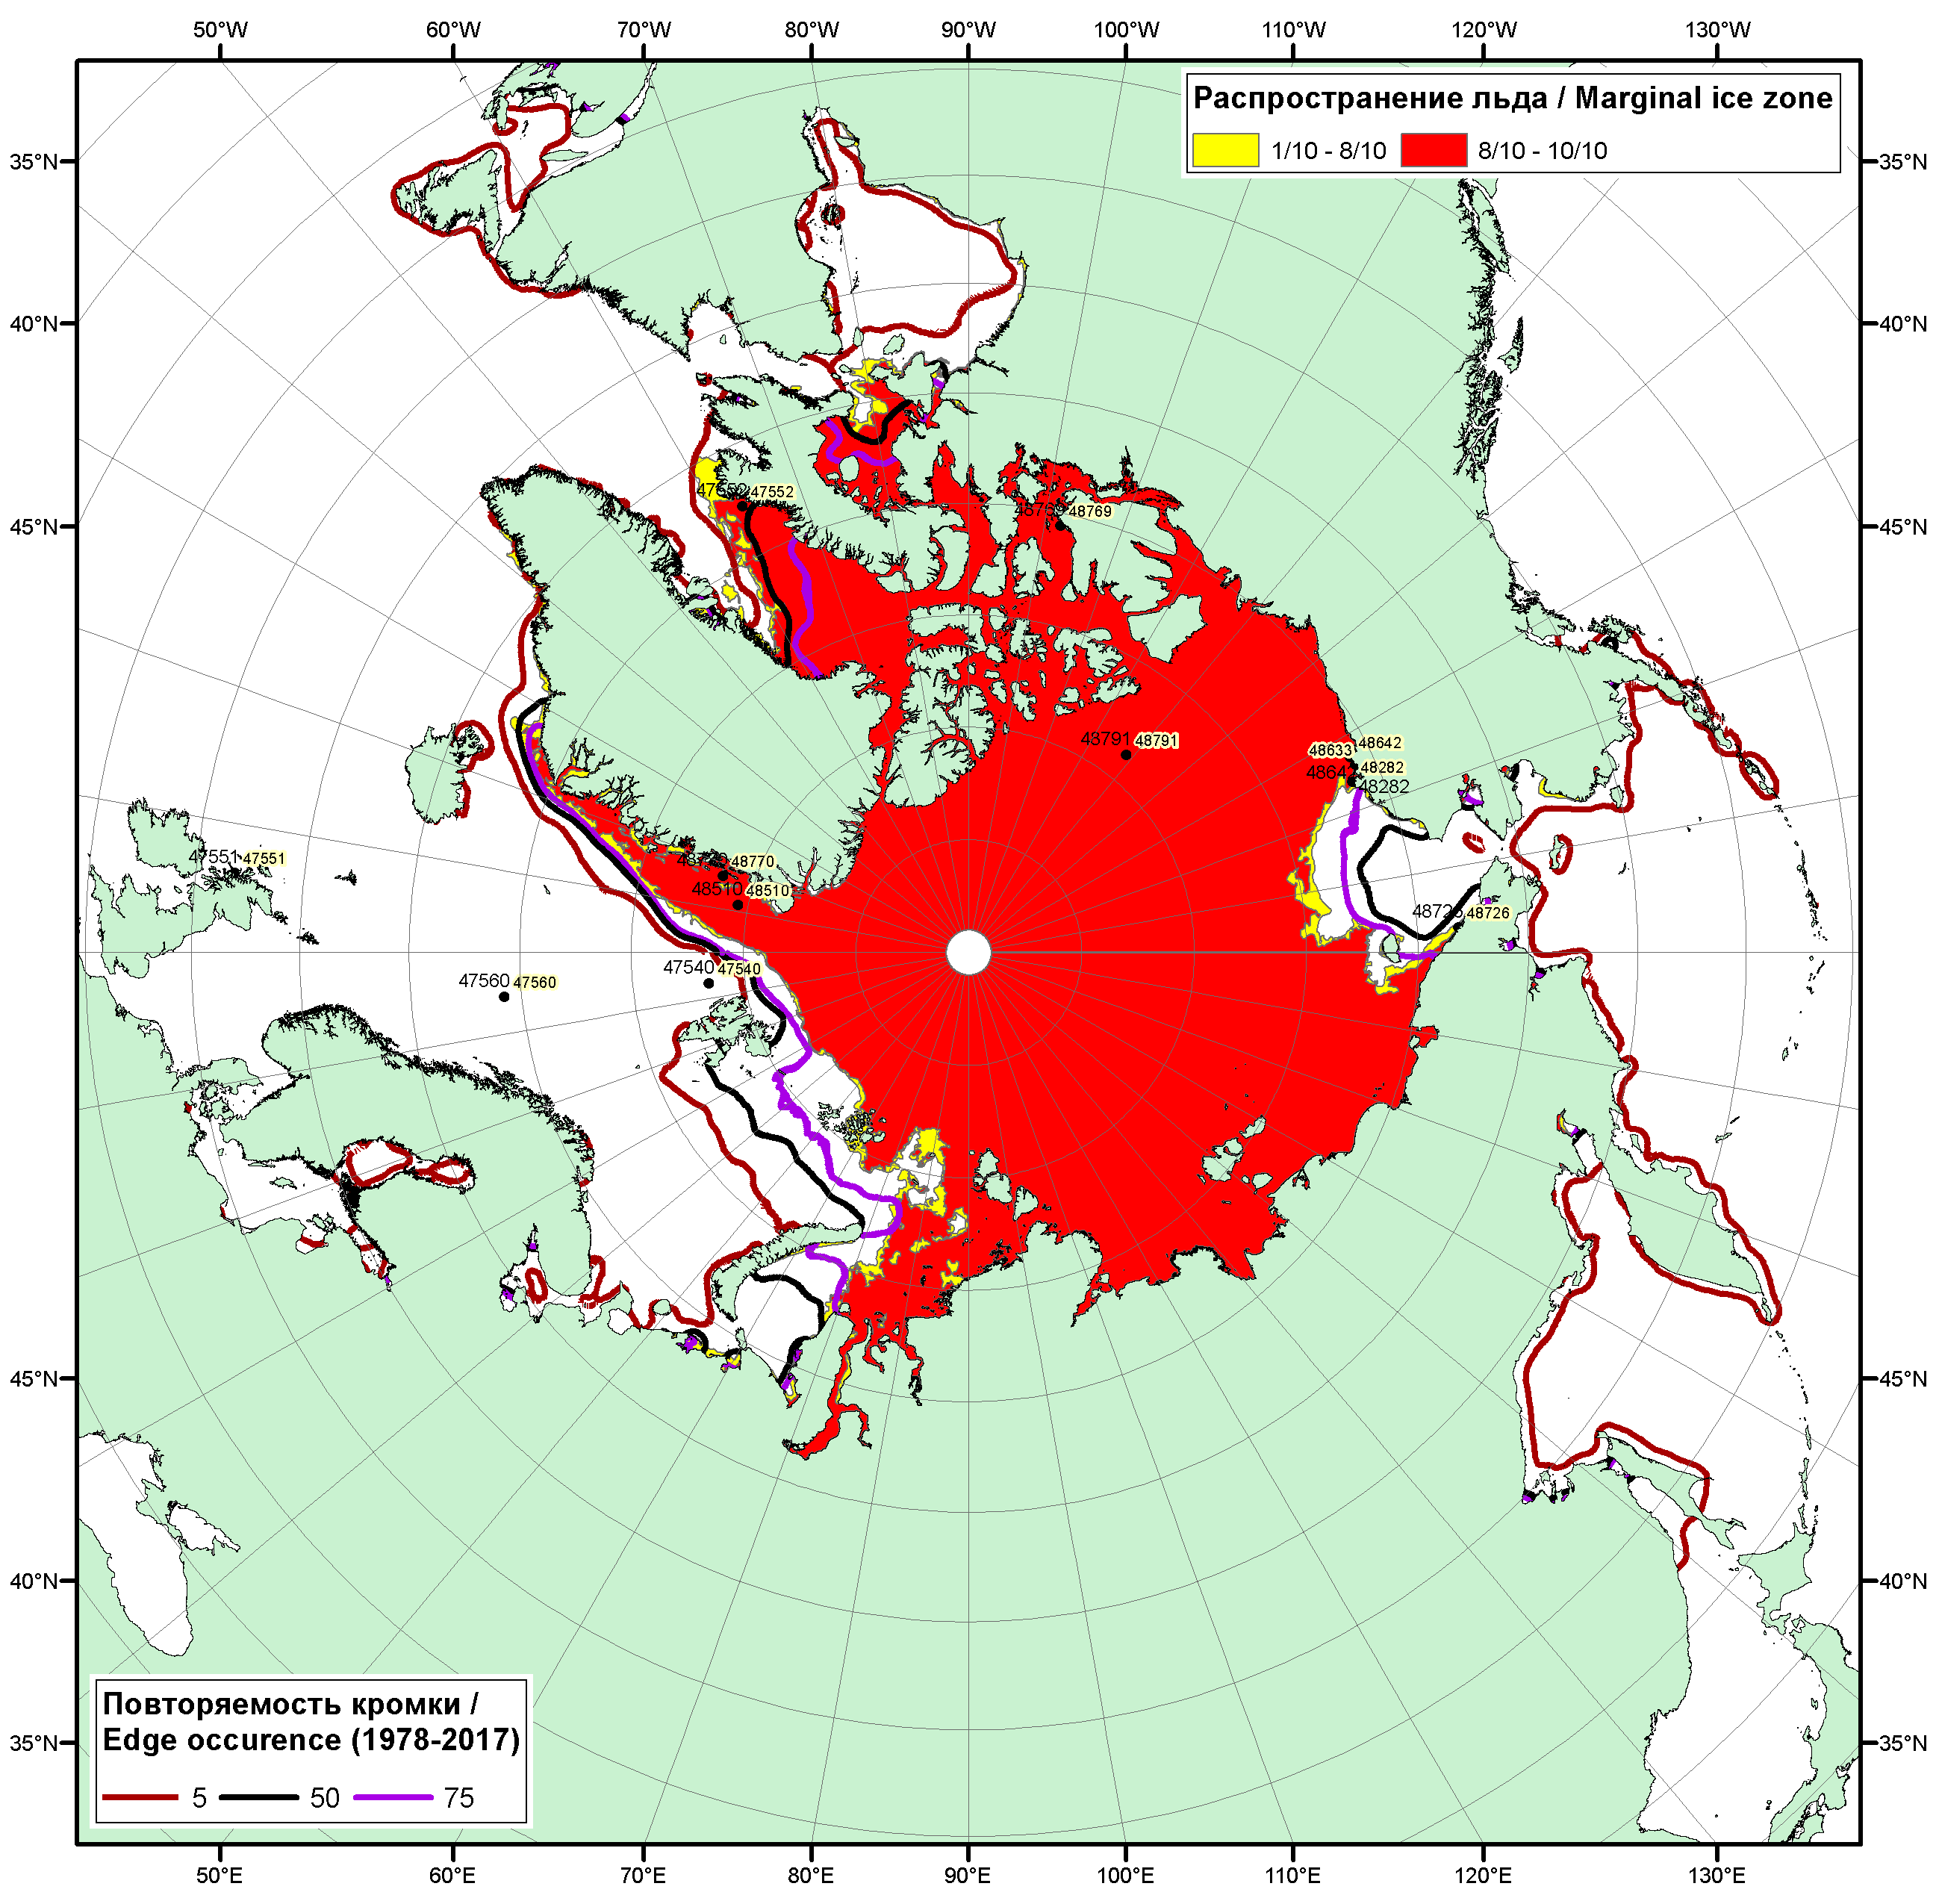 50°W 60°W 70°W 80°W 90°W 100°W 110°W 120°W 130°W
Распространение льда / Marginal ice zone
1/10 - 8/10 8/10 - 10/10
35°N 35°N
40°N 40°N
45°N 45°N
47552
48769
48791 48791
48633 48642
48282
48282
47551 47551
48770
48510 48510
48726
47540 47540
47560 47560
45°N 45°N
40°N 40°N
35°N 35°N
Повторяемость кромки /
Edge occurence (1978-2017)
5 50 75
50°E 60°E 70°E 80°E 90°E 100°E 110°E 120°E 130°E